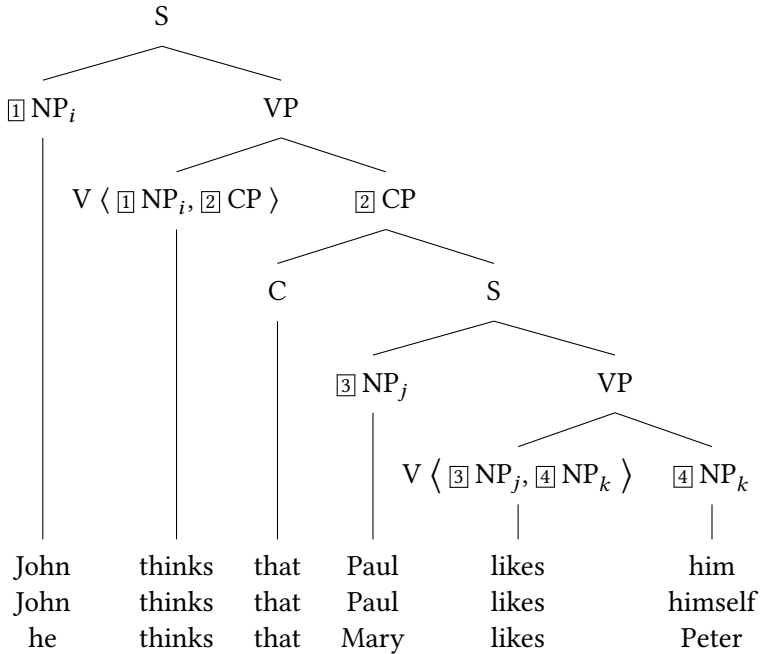 S
1 NPi VP
V ⟨ 1 NPi, 2 CP ⟩ 2 CP
C S
3 NPj VP
V ⟨ 3 NPj, 4 NPk ⟩ 4 NPk
John thinks that Paul likes him
John thinks that Paul likes himself
he thinks that Mary likes Peter